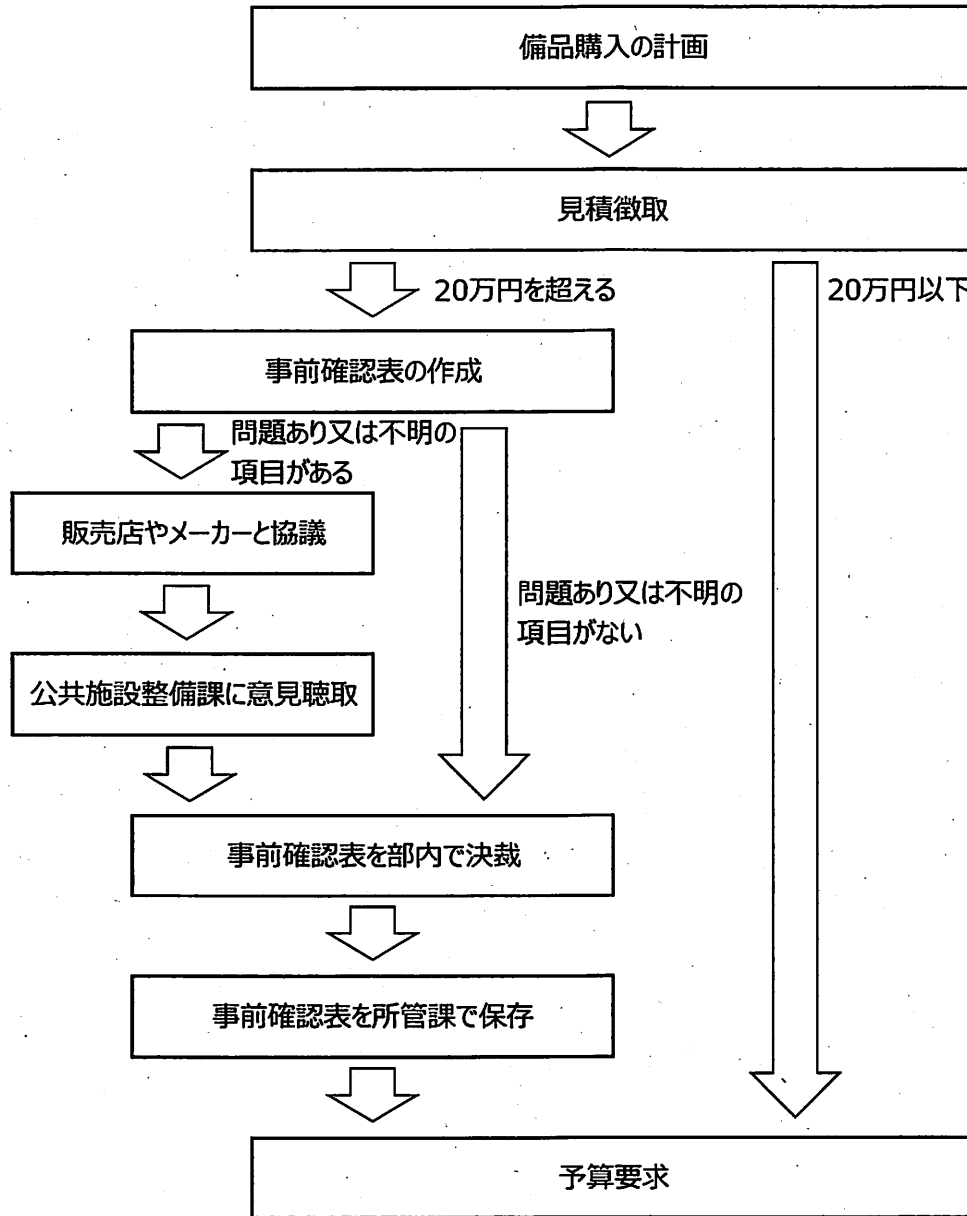 備品購入の計画
見積徴取
20万円を超える
20万円以下
事前確認表の作成
問題あり又は不明の
項目がある
販売店やメーカーと協議
問題あり又は不明の
項目がない
公共施設整備課に意見聴取
事前確認表を部内で決裁
事前確認表を所管課で保存
予算要求